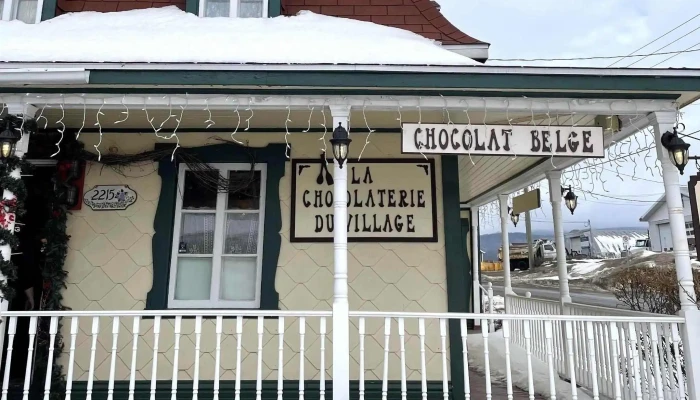 2215
LA
CHOCOLATERIE
DU VILLAGE
CHOCOLAT BELGE